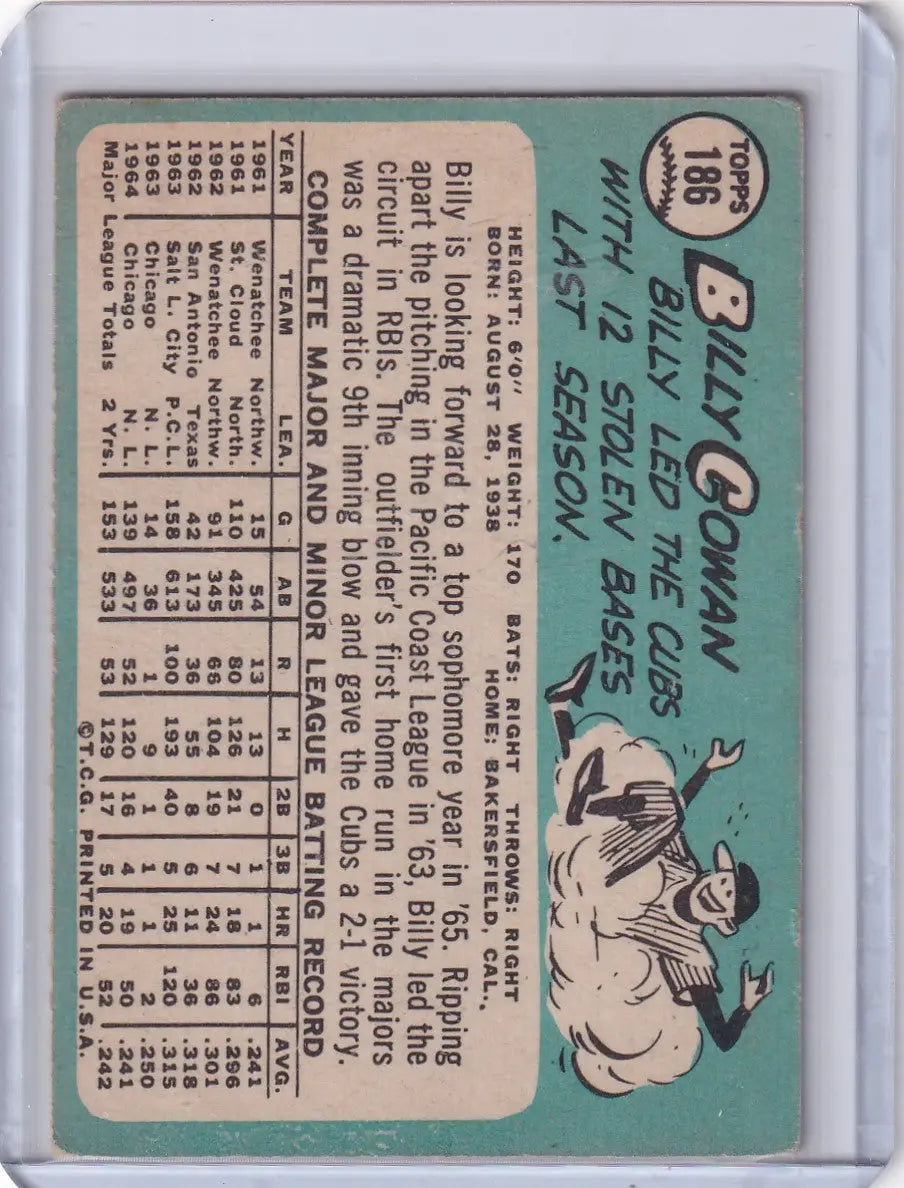 TOPPS
186
BILLY COWAN
BILLY LED THE CUBS
WITH 12 STOLEN BASES
LAST SEASON.
HEIGHT: 6'0" WEIGHT: 170 BATS: RIGHT THROWS: RIGHT
BORN: AUGUST 28, 1938 HOME: BAKERSFIELD, CAL.,
Billy is looking forward to a top sophomore year in '65. Ripping
apart the pitching in the Pacific Coast League in '63, Billy led the
circuit in RBIs. The outfielder's first home run in the majors
was a dramatic 9th inning blow and gave the Cubs a 2-1 victory.
COMPLETE MAJOR AND MINOR LEAGUE BATTING RECORD
YEAR TEAM LEA. G AB R H 2B 3B HR RBI AVG.
1961 Wenatchee Northw. 15 54 13 13 0 1 1 6 .241
1961 St. Cloud North. 110 425 80 126 21 7 18 83 .296
1962 Wenatchee Northw. 91 345 66 104 19 7 24 86 .301
1962 San Antonio Texas 42 173 36 55 8 6 11 36 .318
1963 Salt L. City P.C.L. 158 613 100 193 40 5 25 120 .315
1963 Chicago N. L. 14 36 1 9 1 1 1 2 .250
1964 Chicago N. L. 139 497 52 120 16 4 19 50 .241
Major League Totals 2 Yrs. 153 533 53 129 17 5 20 52 .242
©T.C.G. PRINTED IN U.S.A.